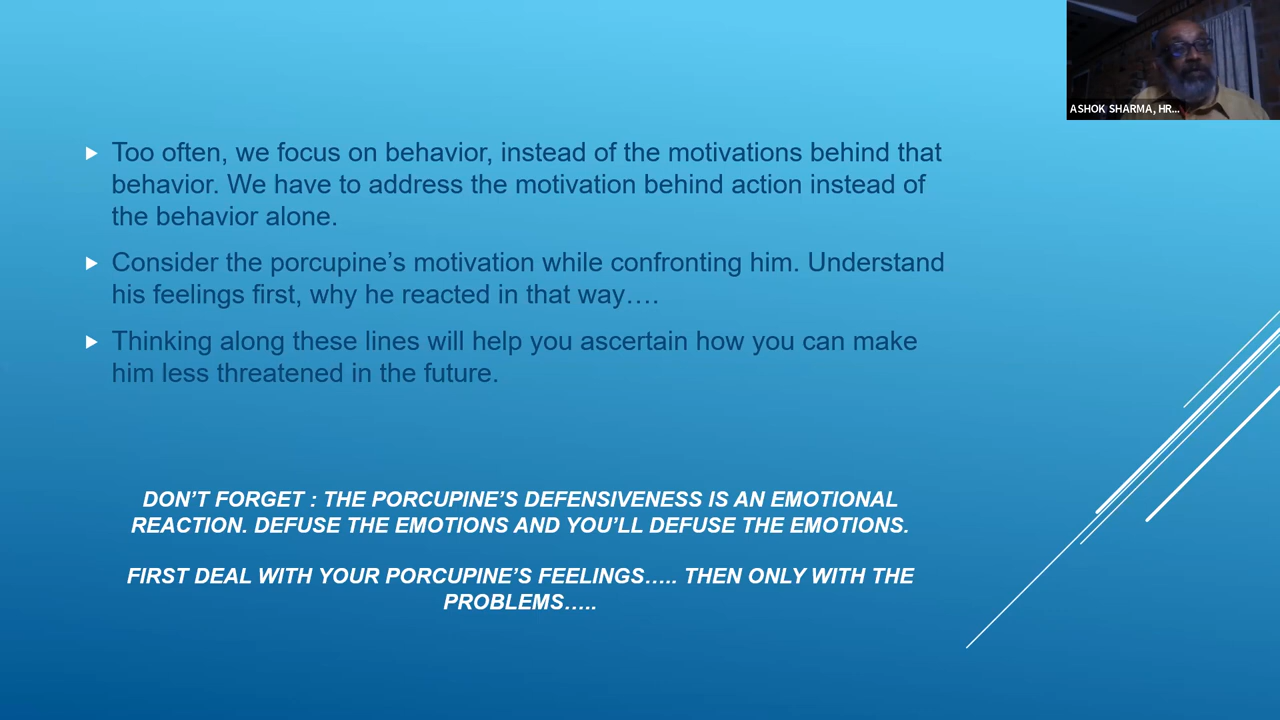 ASHOK SHARMA, HR...
Too often, we focus on behavior, instead of the motivations behind that
behavior. We have to address the motivation behind action instead of
the behavior alone.
Consider the porcupine’s motivation while confronting him. Understand
his feelings first, why he reacted in that way….
Thinking along these lines will help you ascertain how you can make
him less threatened in the future.
DON’T FORGET : THE PORCUPINE’S DEFENSIVENESS IS AN EMOTIONAL
REACTION. DEFUSE THE EMOTIONS AND YOU’LL DEFUSE THE EMOTIONS.
FIRST DEAL WITH YOUR PORCUPINE’S FEELINGS….. THEN ONLY WITH THE
PROBLEMS…..